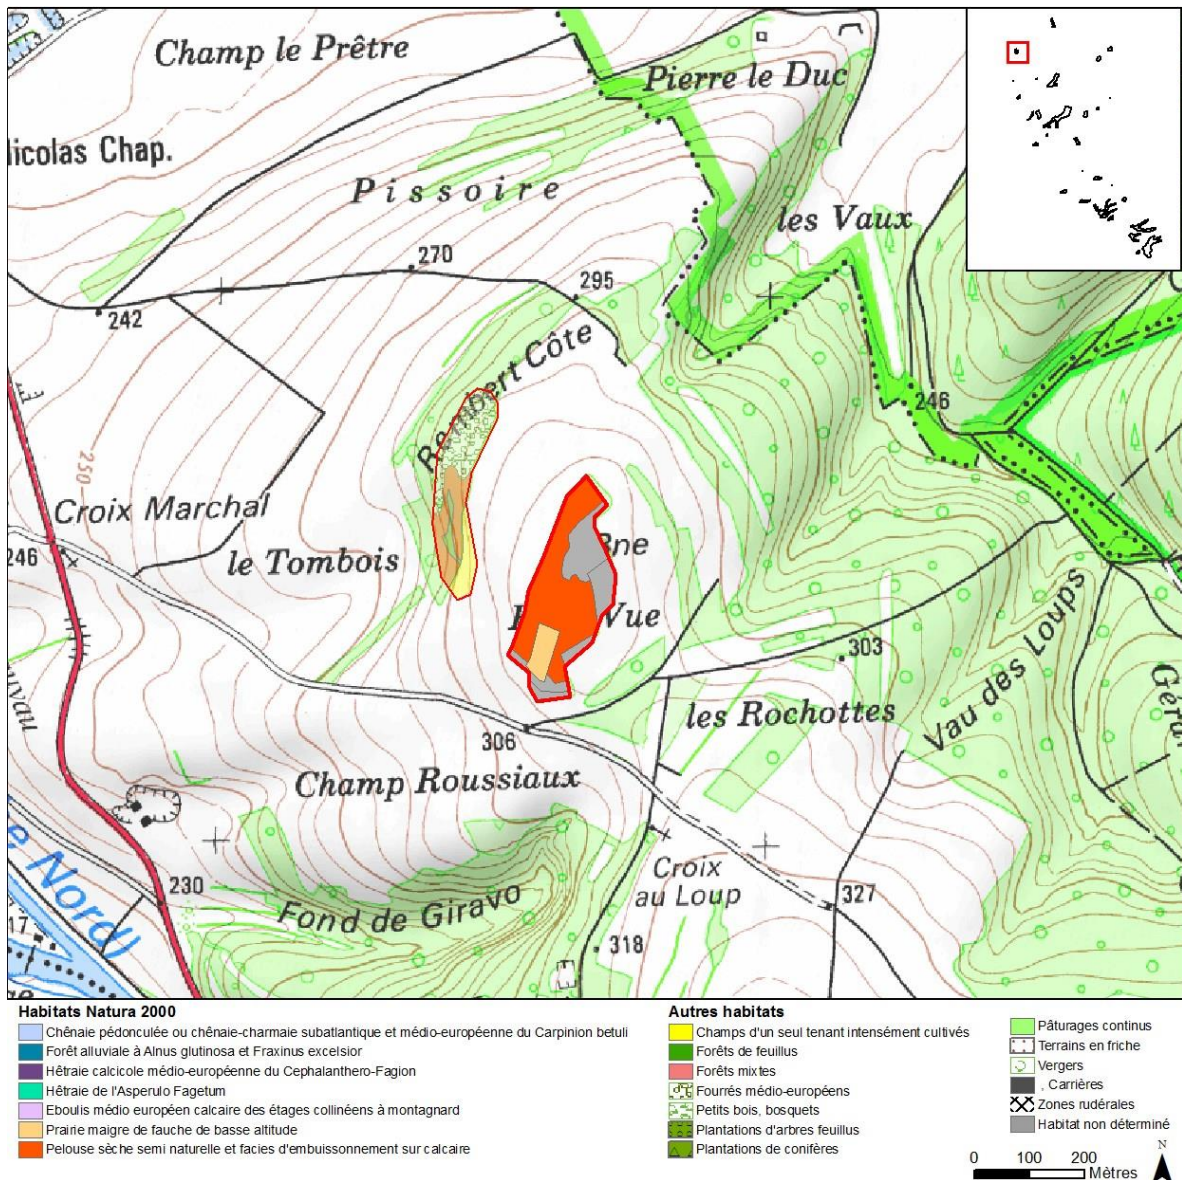 Champ le Prêtre
Pierre le Duc
Nicolas Chap.
Pissoire
les Vaux
270
295
242
Rembert Côte
246
250
Croix Marchal
246
le Tombois
Vue
303
Vau des Loups
les Rochottes
306
Champ Roussiaux
Croix
au Loup
230
327
Fond de Giravo
318
Nord)
17
Habitats Natura 2000
Chênaie pédonculée ou chênaie-charmaie subatlantique et médio-européenne du Carpinion betuli
Forêt alluviale à Alnus glutinosa et Fraxinus excelsior
Hêtraie calcicole médio-européenne du Cephalanthero-Fagion
Hêtraie de l'Asperulo Fagetum
Eboulis médio européen calcaire des étages collinéens à montagnard
Prairie maigre de fauche de basse altitude
Pelouse sèche semi naturelle et facies d'embuissonnement sur calcaire
Autres habitats
Champs d'un seul tenant intensément cultivés
Forêts de feuillus
Forêts mixtes
Fourrés médio-européens
Petits bois, bosquets
Plantations d'arbres feuillus
Plantations de conifères
Pâturages continus
Terrains en friche
Vergers
, Carrières
Zones rudérales
Habitat non déterminé
N
0 100 200
Mètres